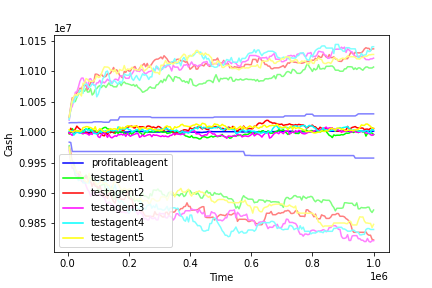 1e7
1.015
1.010
1.005
1.000
0.995
0.990
0.985
Cash
profitableagent
testagent1
testagent2
testagent3
testagent4
testagent5
0.0 0.2 0.4 0.6 0.8 1.0
1e6
Time